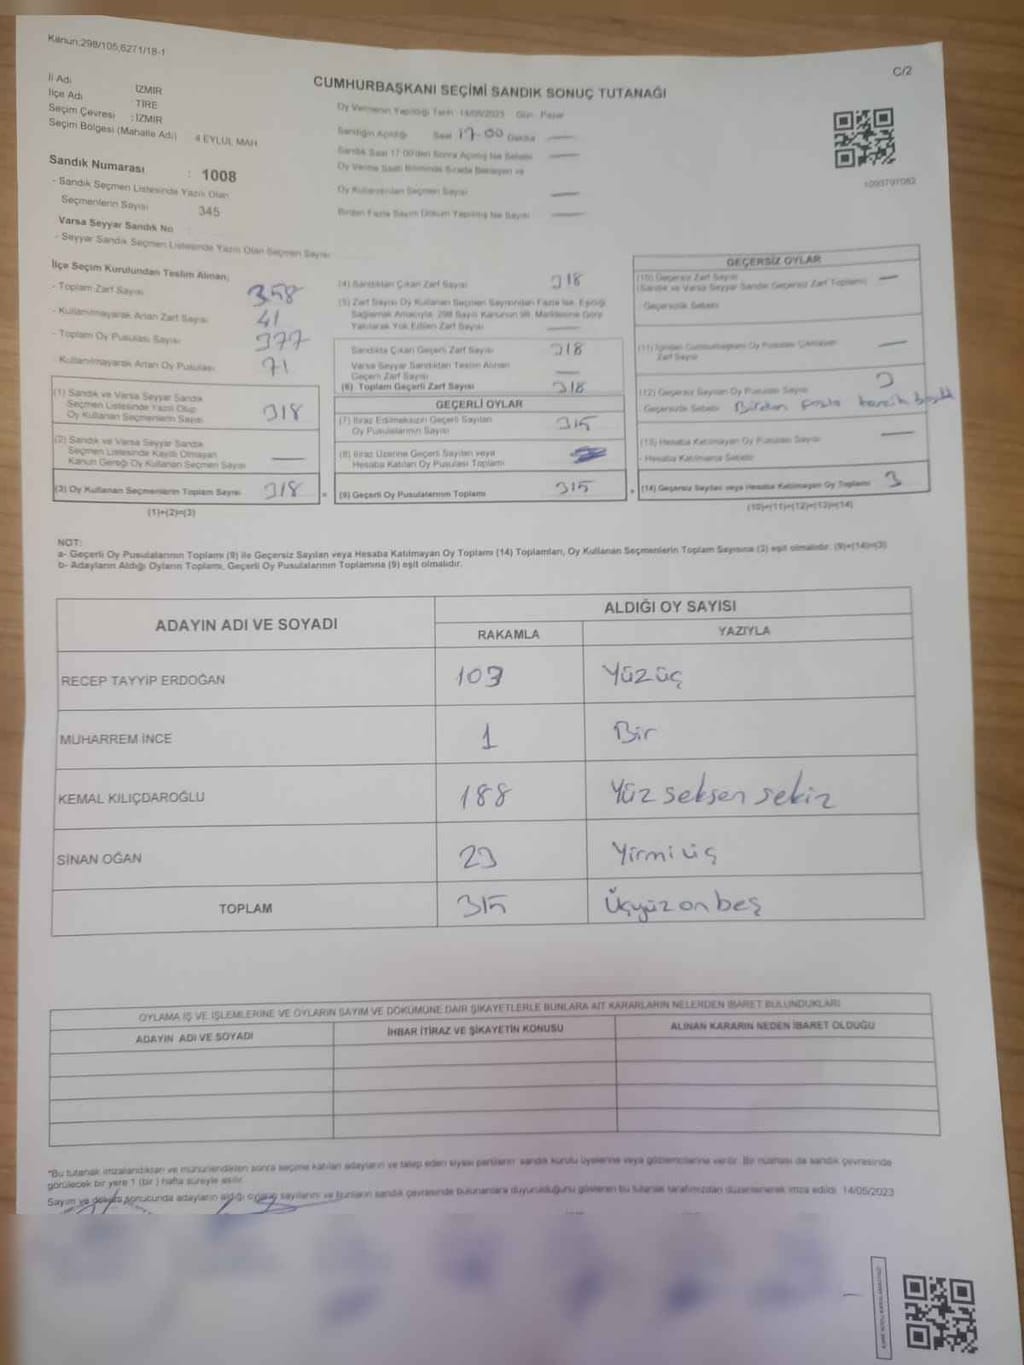 Kanun:298/105,6271/18-1
C/2
CUMHURBAŞKANI SEÇİMİ SANDIK SONUÇ TUTANAĞI
İl Adı İZMİR
İlçe Adı : TİRE
Seçim Çevresi : İZMİR
Seçim Bölgesi (Mahalle Adı) 4 EYLUL MAH
Sandık Numarası : 1008
- Sandık Seçmen Listesinde Yazılı Olan
Seçmenlerin Sayısı 345
Varsa Seyyar Sandık No
- Seyyar Sandık Seçmen Listesinde Yazılı Olan Seçmen Sayısı
Oy Vermenin Yapıldığı Tarih 14/05/2023 Gün: Pazar
Sandığın Açıldığı Saat 17.00 Dakika —
Sandık Saat 17:00'den Sonra Açılmış İse Sebebi —
Oy Verme Saati Bitiminde Sırada Bekleyen ve
Oy Kullandırılan Seçmen Sayısı —
Birden Fazla Sayım Döküm Yapılmış İse Sayısı —
1093797082
İlçe Seçim Kurulundan Teslim Alınan;
- Toplam Zarf Sayısı 358
- Kullanılmayarak Artan Zarf Sayısı 41
- Toplam Oy Pusulası Sayısı 377
- Kullanılmayarak Artan Oy Pusulası 71
(1) Sandık ve Varsa Seyyar Sandık
Seçmen Listesinde Yazılı Olup
Oy Kullanan Seçmenlerin Sayısı 318
(2) Sandık ve Varsa Seyyar Sandık
Seçmen Listesinde Kayıtlı Olmayan
Kanun Gereği Oy Kullanan Seçmen Sayısı —
(3) Oy Kullanan Seçmenlerin Toplam Sayısı 318
(1)+(2)=(3)
(4) Sandıktan Çıkan Zarf Sayısı 318
(5) Zarf Sayısı Oy Kullanan Seçmen Sayısından Fazla İse, Eşitliği
Sağlamak Amacıyla, 298 Sayılı Kanunun 98. Maddesine Göre
Yakılarak Yok Edilen Zarf Sayısı —
Sandıkta Çıkan Geçerli Zarf Sayısı 318
Varsa Seyyar Sandıktan Teslim Alınan
Geçerli Zarf Sayısı —
(6) Toplam Geçerli Zarf Sayısı 318
GEÇERLİ OYLAR
(7) İtiraz Edilmeksizin Geçerli Sayılan
Oy Pusulalarının Sayısı 315
(8) İtiraz Üzerine Geçerli Sayılan veya
Hesaba Katılan Oy Pusulası Toplamı
(9) Geçerli Oy Pusulalarının Toplamı 315
GEÇERSİZ OYLAR
(10) Geçersiz Zarf Sayısı —
(Sandık ve Varsa Seyyar Sandık Geçersiz Zarf Toplamı)
- Geçersizlik Sebebi
(11) İçinden Cumhurbaşkanı Oy Pusulası Çıkmayan
Zarf Sayısı —
(12) Geçersiz Sayılan Oy Pusulası Sayısı 3
Geçersizlik Sebebi: Birden fazla
(13) Hesaba Katılmayan Oy Pusulası Sayısı —
- Hesaba Katılmama Sebebi
(14) Geçersiz Sayılan veya Hesaba Katılmayan Oy Toplamı 3
(10)+(11)+(12)+(13)=(14)
NOT:
a- Geçerli Oy Pusulalarının Toplamı (9) ile Geçersiz Sayılan veya Hesaba Katılmayan Oy Toplamı (14) Toplamları, Oy Kullanan Seçmenlerin Toplam Sayısına (3) eşit olmalıdır. (9)+(14)=(3)
b- Adayların Aldığı Oyların Toplamı, Geçerli Oy Pusulalarının Toplamına (9) eşit olmalıdır.
ADAYIN ADI VE SOYADI
ALDIĞI OY SAYISI
RAKAMLA YAZIYLA
RECEP TAYYİP ERDOĞAN 103 Yüzüç
MUHARREM İNCE 1 Bir
KEMAL KILIÇDAROĞLU 188 Yüz seksen sekiz
SİNAN OĞAN 23 Yirmi üç
TOPLAM 315 Üçyüz on beş
OYLAMA İŞ VE İŞLEMLERİNE VE OYLARIN SAYIM VE DÖKÜMÜNE DAİR ŞİKAYETLERLE BUNLARA AİT KARARLARIN NELERDEN İBARET BULUNDUKLARI
ADAYIN ADI VE SOYADI İHBAR İTİRAZ VE ŞİKAYETİN KONUSU ALINAN KARARIN NEDEN İBARET OLDUĞU
"Bu tutanak imzalandıktan ve mühürlendikten sonra seçime katılan adayların ve talep eden siyasi partilerin sandık kurulu üyelerine veya gözlemcilerine verilir. Bir nüshası da sandık çevresinde
görülecek bir yere 1 (bir) hafta süreyle asılır.
Sayım ve döküm sonucunda adayların aldığı oyların sayılarını ve bunların sandık çevresinde bulunanlara duyurulduğunu gösteren bu tutanak tarafımızdan düzenlenerek imza edildi. 14/05/2023